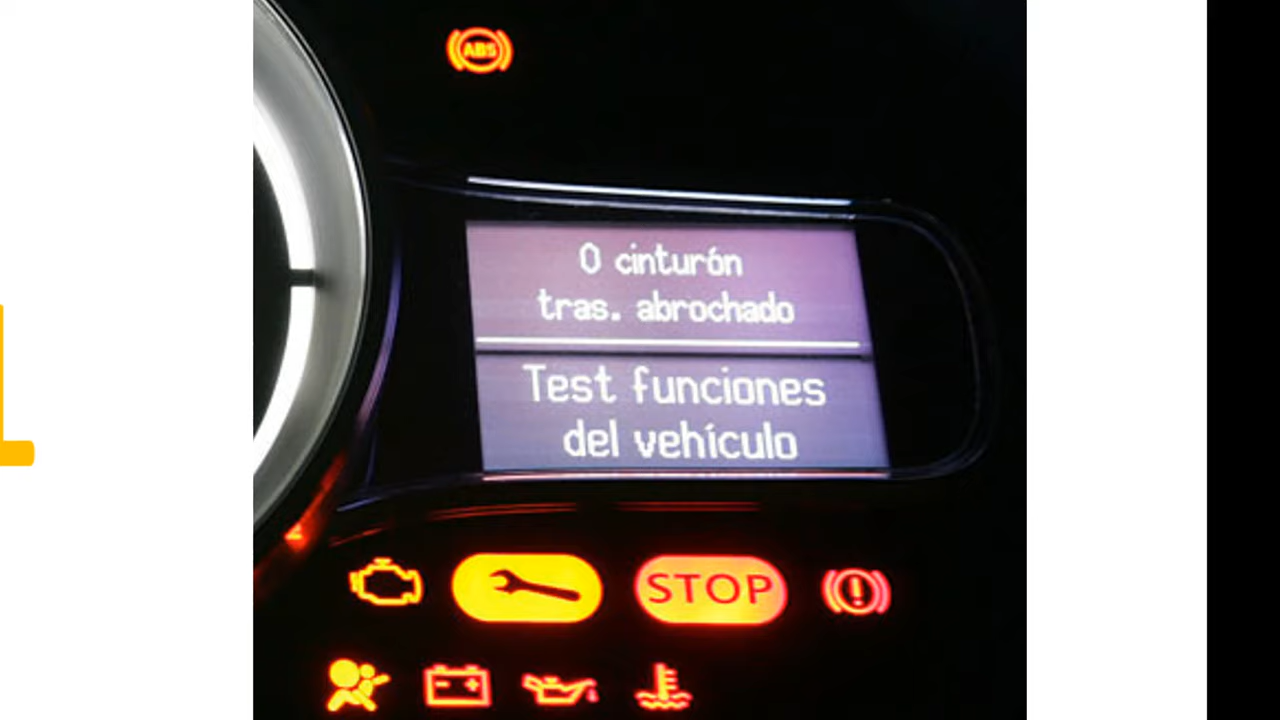 ABS
0 cinturón
tras. abrochado
Test funciones
del vehículo
STOP